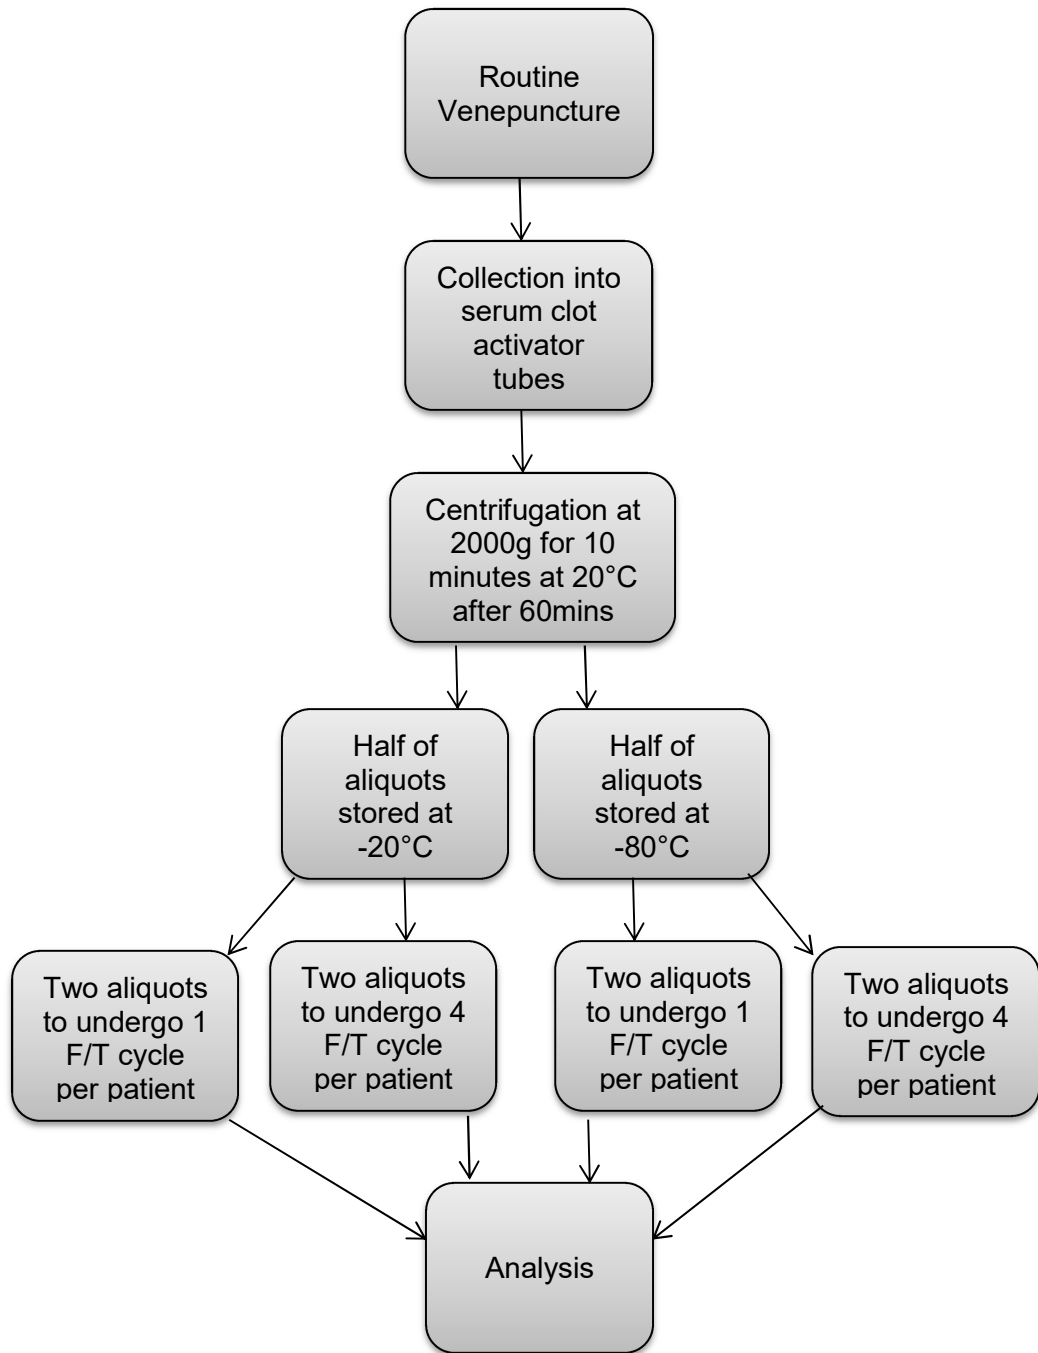 Routine
Venepuncture
Collection into
serum clot
activator
tubes
Centrifugation at
2000g for 10
minutes at 20°C
after 60mins
Half of
aliquots
stored at
-20°C
Half of
aliquots
stored at
-80°C
Two aliquots
to undergo 1
F/T cycle
per patient
Two aliquots
to undergo 4
F/T cycle
per patient
Two aliquots
to undergo 1
F/T cycle
per patient
Two aliquots
to undergo 4
F/T cycle
per patient
Analysis